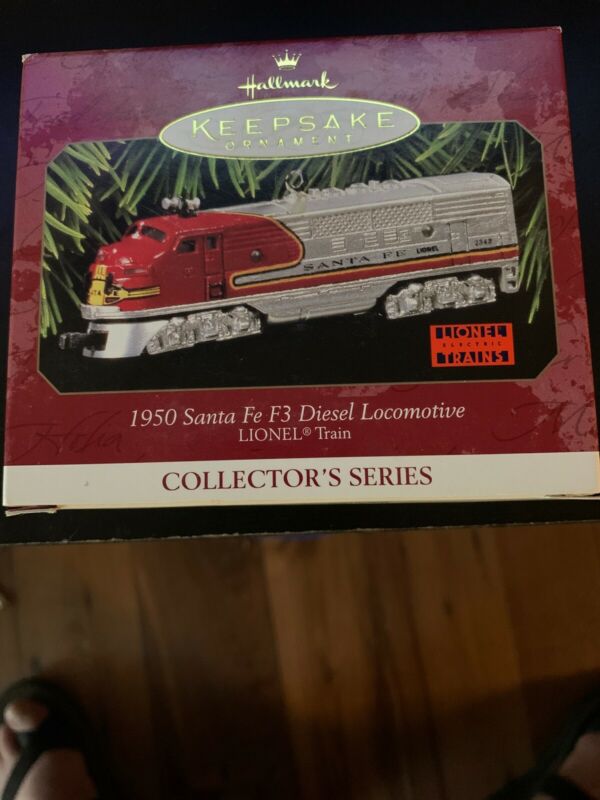 Hallmark
KEEPSAKE
ORNAMENT
SANTA FE
LIONEL
2343
LIONEL
ELECTRIC
TRAINS
1950 Santa Fe F3 Diesel Locomotive
LIONEL® Train
COLLECTOR'S SERIES